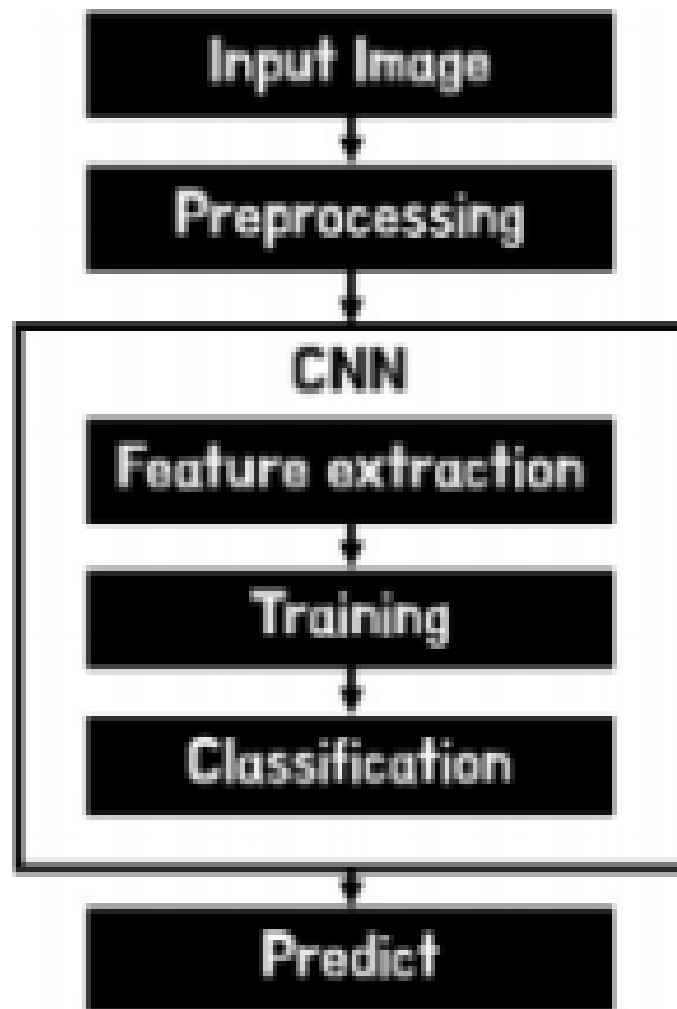 Input Image
Preprocessing
CNN
Feature extraction
Training
Classification
Predict